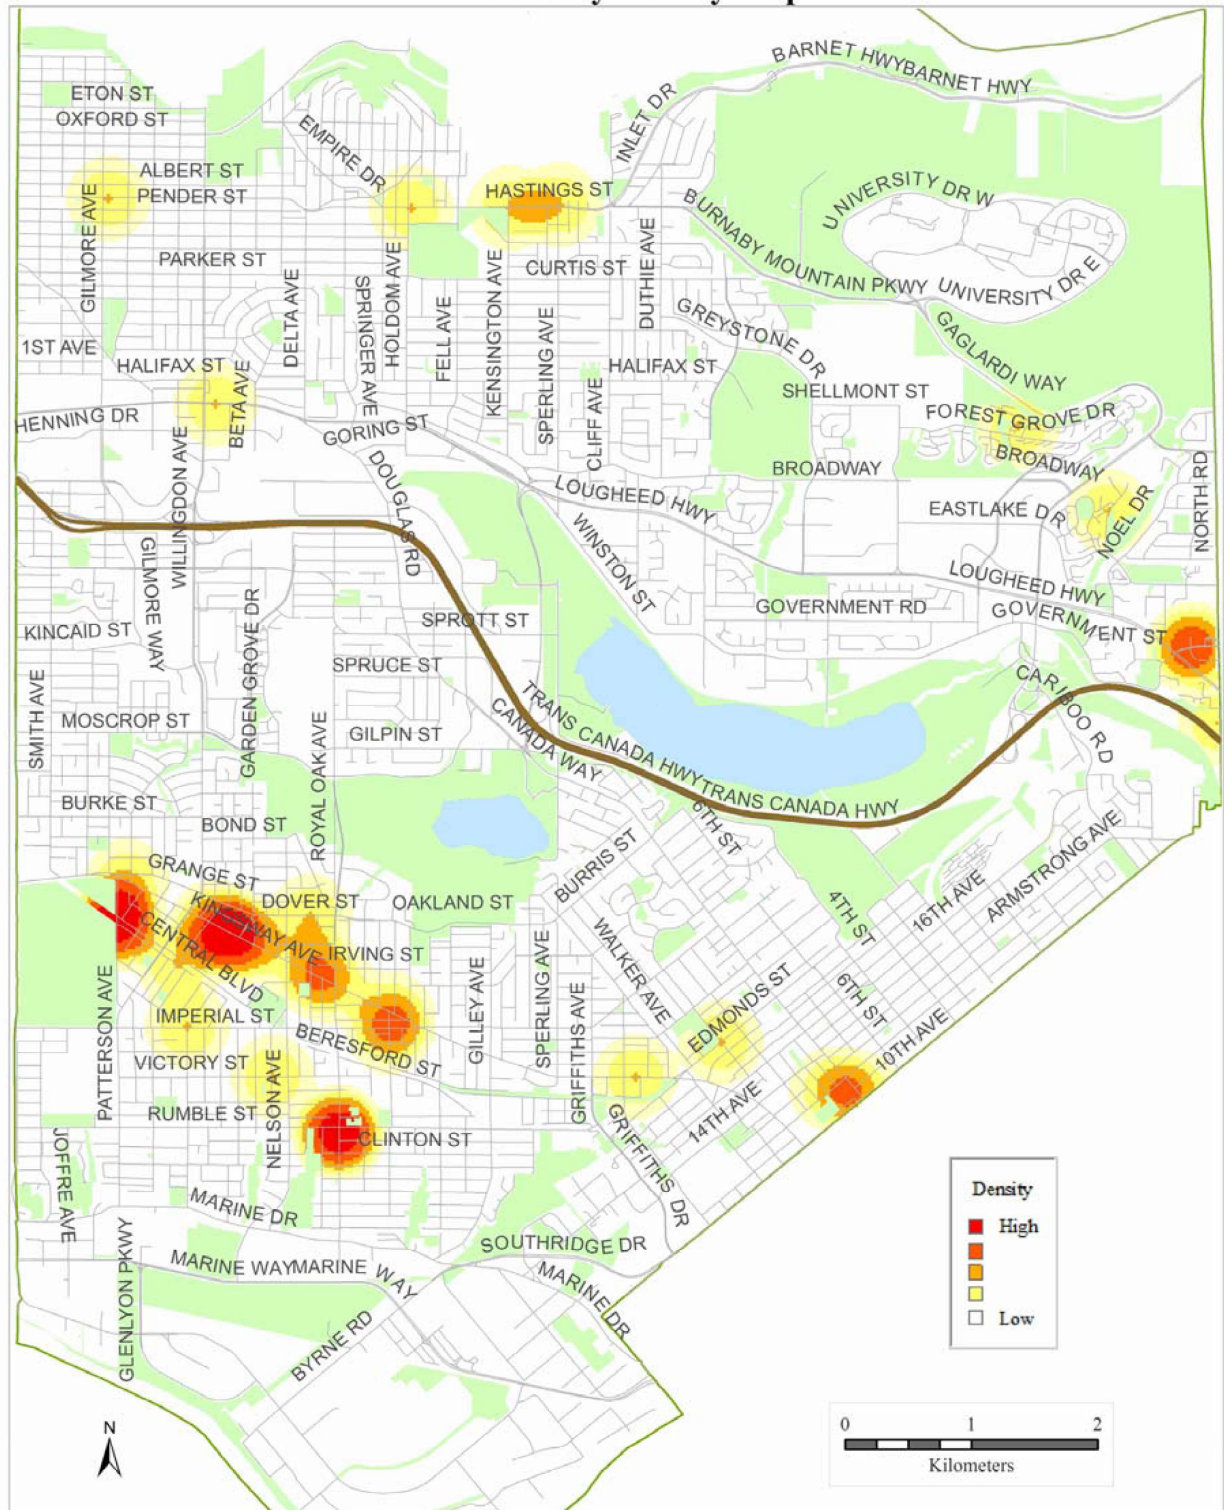 BARNET HWY
BARNET HWY
ETON ST
OXFORD ST
INLET DR
EMPIRE DR
ALBERT ST
PENDER ST
HASTINGS ST
UNIVERSITY DR W
BURNABY MOUNTAIN PKWY
GILMORE AVE
PARKER ST
CURTIS ST
DUTHIE AVE
UNIVERSITY DR E
DELTA AVE
SPRINGER AVE
HOLDOM AVE
FELL AVE
KENSINGTON AVE
SPERLING AVE
GREYSTONE DR
GAGLARDI WAY
1ST AVE
HALIFAX ST
HALIFAX ST
SHELLMONT ST
BETA AVE
CLIFF AVE
FOREST GROVE DR
HENNING DR
GORING ST
WILLINGDON AVE
DOUGLAS RD
BROADWAY
BROADWAY
LOUGHEED HWY
EASTLAKE DR
NOEL DR
NORTH RD
WINSTON ST
GILMORE WAY
LOUGHEED HWY
KINCAID ST
GARDEN GROVE DR
SPROTT ST
GOVERNMENT RD
GOVERNMENT ST
SPRUCE ST
SMITH AVE
CARIBOO RD
MOSCROP ST
ROYAL OAK AVE
GILPIN ST
TRANS CANADA HWY
CANADA WAY
TRANS CANADA HWY
BURKE ST
BOND ST
6TH ST
BURRIS ST
ARMSTRONG AVE
GRANGE ST
DOVER ST
OAKLAND ST
16TH AVE
4TH ST
KINGSWAY AVE
CENTRAL BLVD
IRVING ST
WALKER AVE
PATTERSON AVE
GILLEY AVE
SPERLING AVE
GRIFFITHS AVE
EDMONDS ST
6TH ST
IMPERIAL ST
BERESFORD ST
10TH AVE
VICTORY ST
NELSON AVE
RUMBLE ST
CLINTON ST
14TH AVE
GRIFFITHS DR
JOFFRE AVE
MARINE DR
GLENLYON PKWY
MARINE WAY
MARINE WAY
SOUTHRIDGE DR
MARINE DR
BYRNE RD
Density
High
Low
N
0 1 2
Kilometers